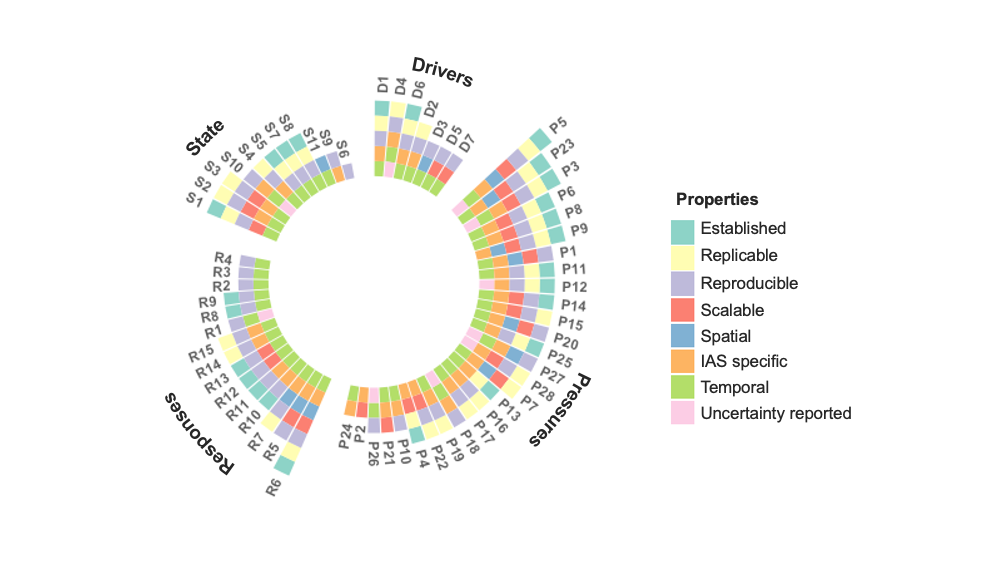 Drivers
D1
D4
D6
D2
D3
D5
D7
P5
P23
P3
P6
P8
P9
P1
P11
P12
P14
P15
P20
P25
P27
P28
P7
P13
P16
P17
P18
P19
P22
P4
P10
P21
P26
P2
P24
Pressures
R6
R5
R7
R10
R11
R12
R13
R14
R15
R1
R8
R9
R2
R3
R4
Responses
S1
S2
S3
S10
S4
S5
S7
S8
S11
S9
S6
State
Properties
Established
Replicable
Reproducible
Scalable
Spatial
IAS specific
Temporal
Uncertainty reported